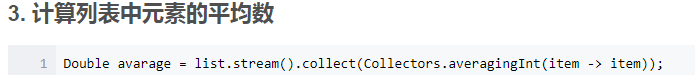 3. 计算列表中元素的平均数
1 Double avarage = list.stream().collect(Collectors.averagingInt(item -> item));